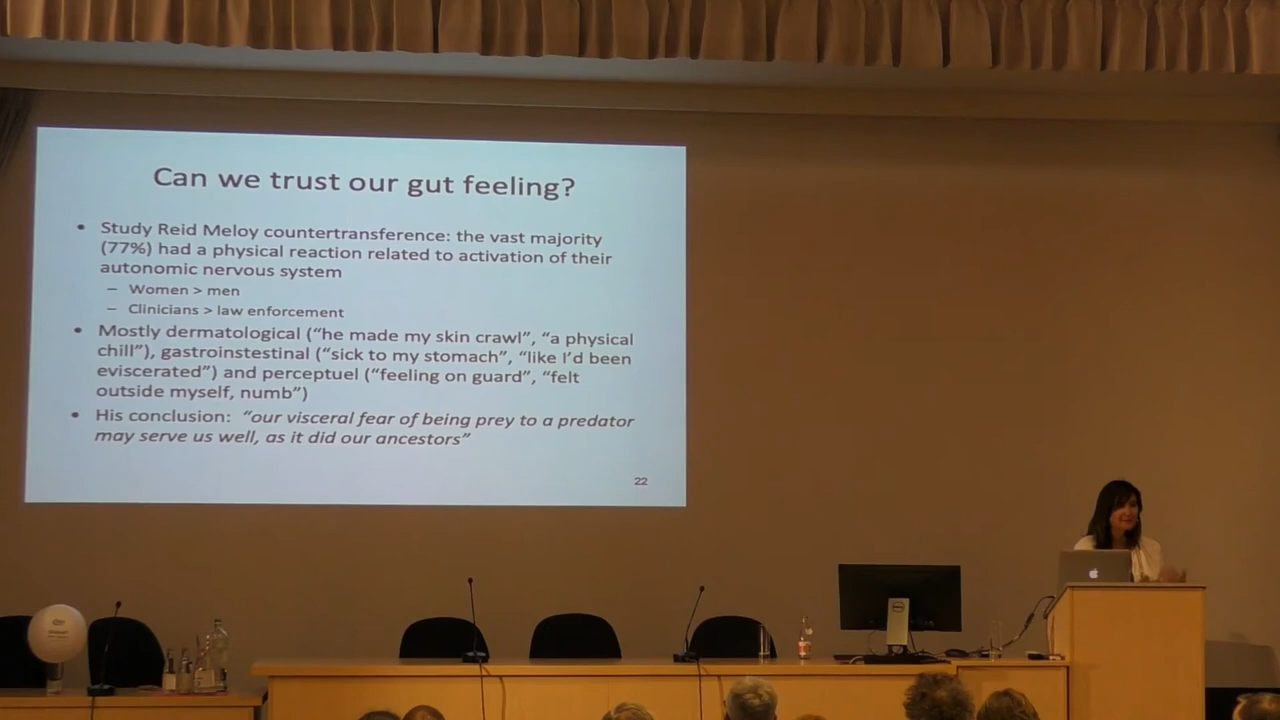 Can we trust our gut feeling?
• Study Reid Meloy countertransference: the vast majority
(77%) had a physical reaction related to activation of their
autonomic nervous system
– Women > men
– Clinicians > law enforcement
• Mostly dermatological (“he made my skin crawl”, “a physical
chill”), gastroinstestinal (“sick to my stomach”, “like I’d been
eviscerated”) and perceptuel (“feeling on guard”, “felt
outside myself, numb”)
• His conclusion: “our visceral fear of being prey to a predator
may serve us well, as it did our ancestors”
22
DELL